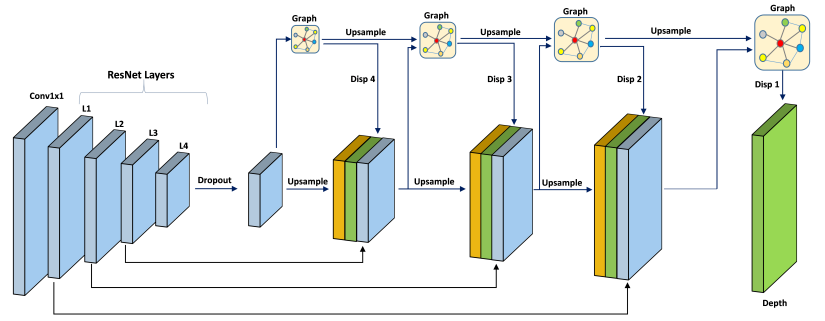 Graph
Upsample
Graph
Upsample
Graph
Upsample
Graph
Disp 4
Disp 3
Disp 2
Disp 1
ResNet Layers
Conv1x1
L1
L2
L3
L4
Dropout
Upsample
Upsample
Upsample
Depth